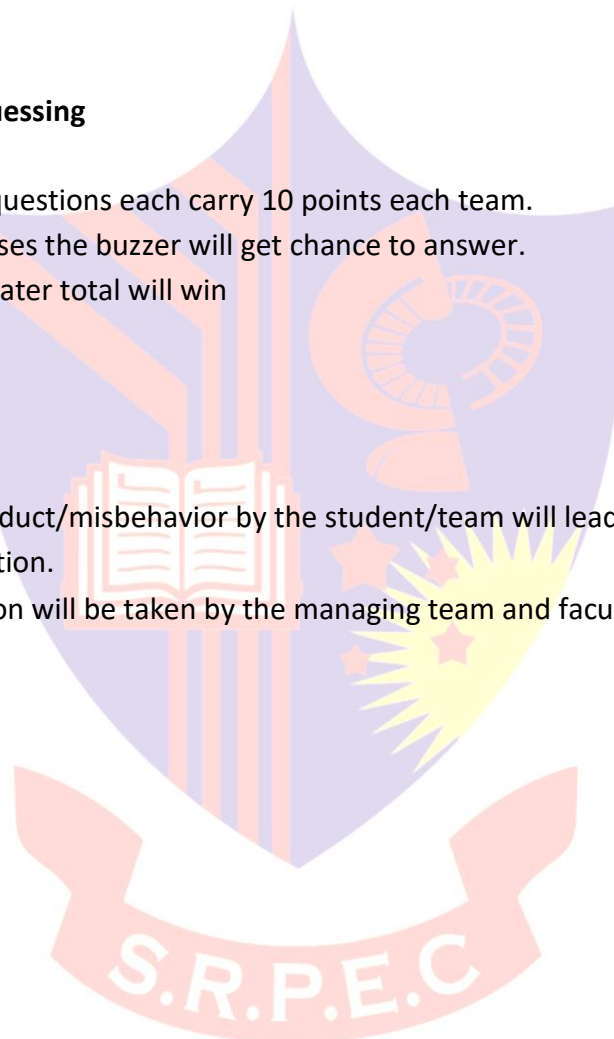 uessing
questions each carry 10 points each team.
ses the buzzer will get chance to answer.
ater total will win
duct/misbehavior by the student/team will lead
tion.
on will be taken by the managing team and facu
S.R.P.E.C